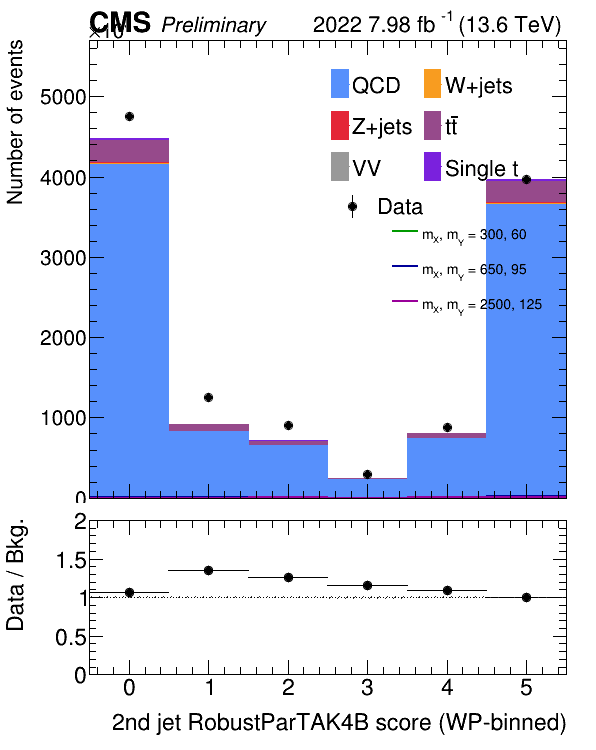 CMS Preliminary 2022 7.98 fb⁻¹ (13.6 TeV)
Number of events
5000
4000
3000
2000
1000
0
QCD W+jets
Z+jets tt̄
VV Single t
Data
m_X, m_Y = 300, 60
m_X, m_Y = 650, 95
m_X, m_Y = 2500, 125
Data / Bkg.
2
1.5
1
0.5
0
0 1 2 3 4 5
2nd jet RobustParTAK4B score (WP-binned)